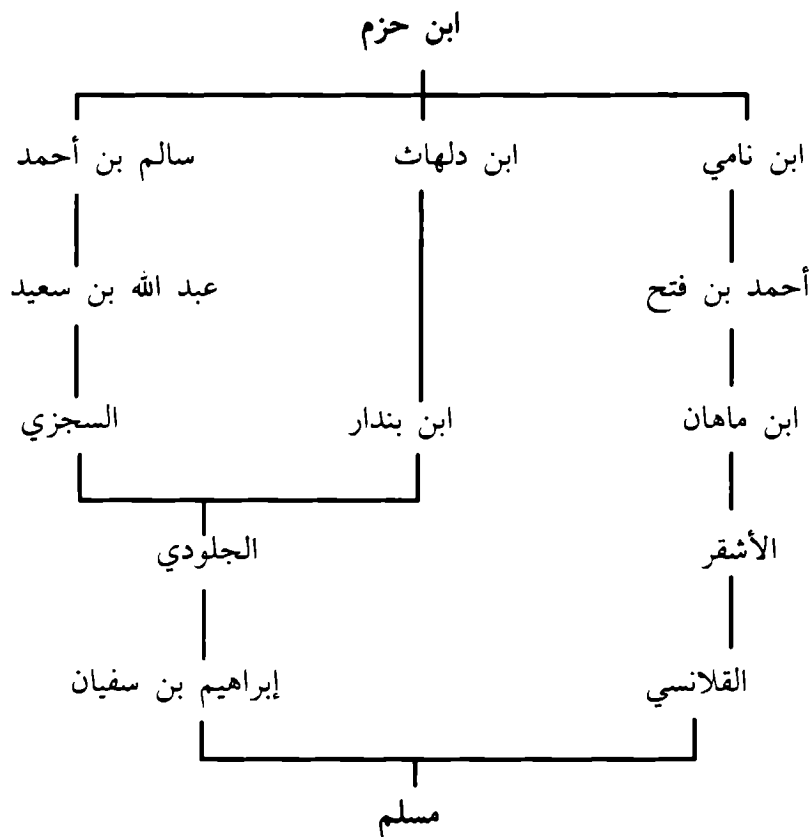 ابن حزم
ابن نامي ابن دلهاث سالم بن أحمد
أحمد بن فتح عبد الله بن سعيد
ابن ماهان ابن بندار السجزي
الأشقر الجلودي
القلانسي إبراهيم بن سفيان
مسلم